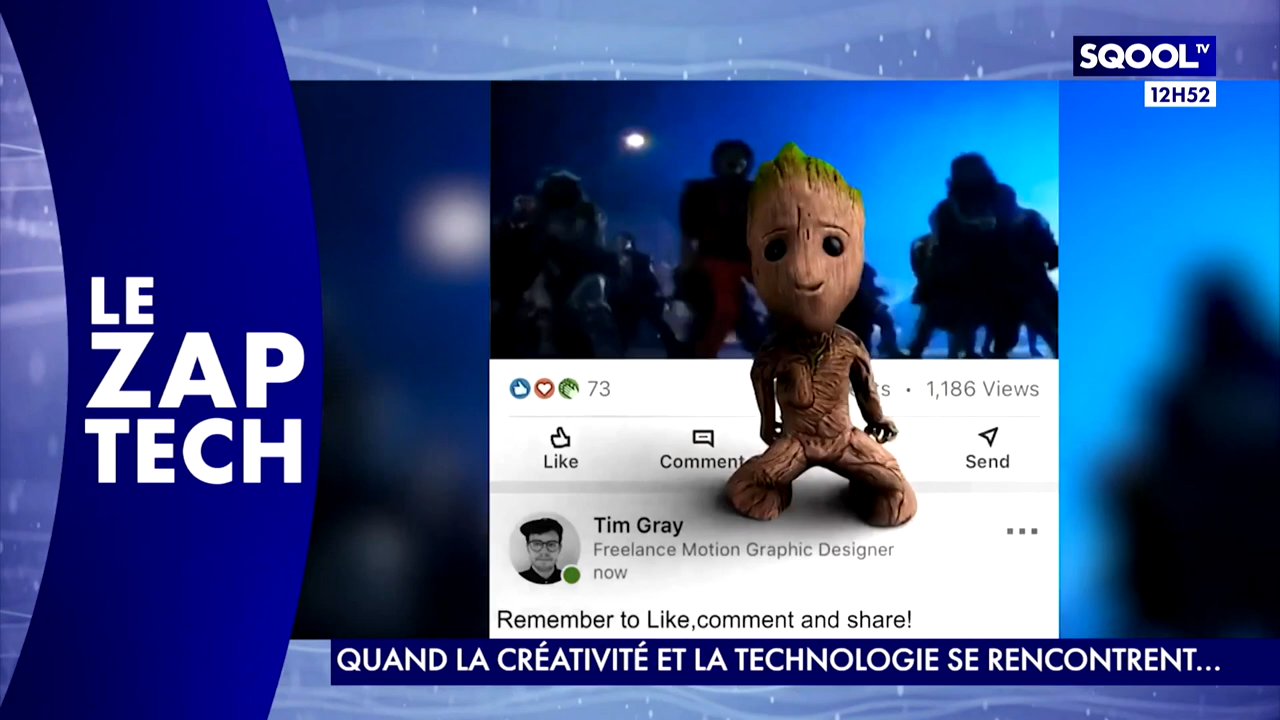 SQOOL TV
12H52
LE
ZAP
TECH
73
s • 1,186 Views
Like
Comment
Send
Tim Gray
Freelance Motion Graphic Designer
now
Remember to Like,comment and share!
QUAND LA CRÉATIVITÉ ET LA TECHNOLOGIE SE RENCONTRENT...